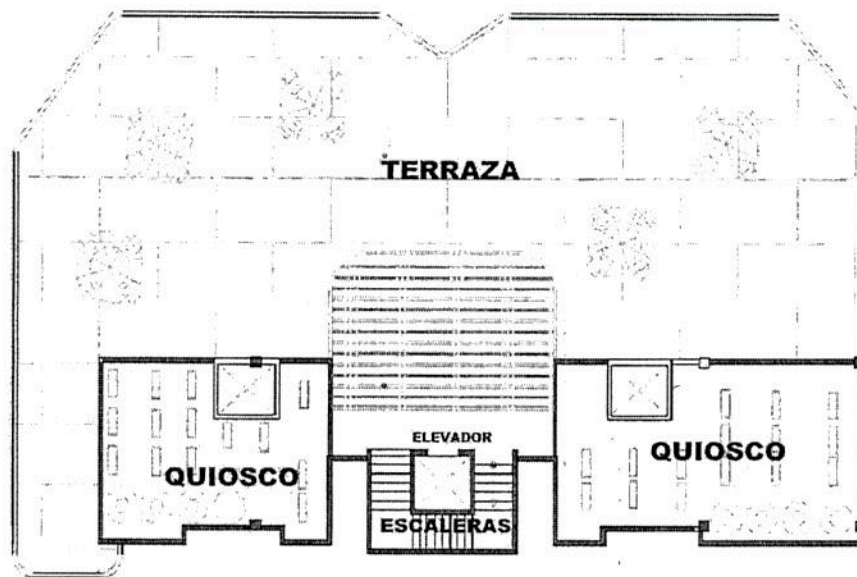 TERRAZA
ELEVADOR
QUIOSCO
QUIOSCO
ESCALERAS